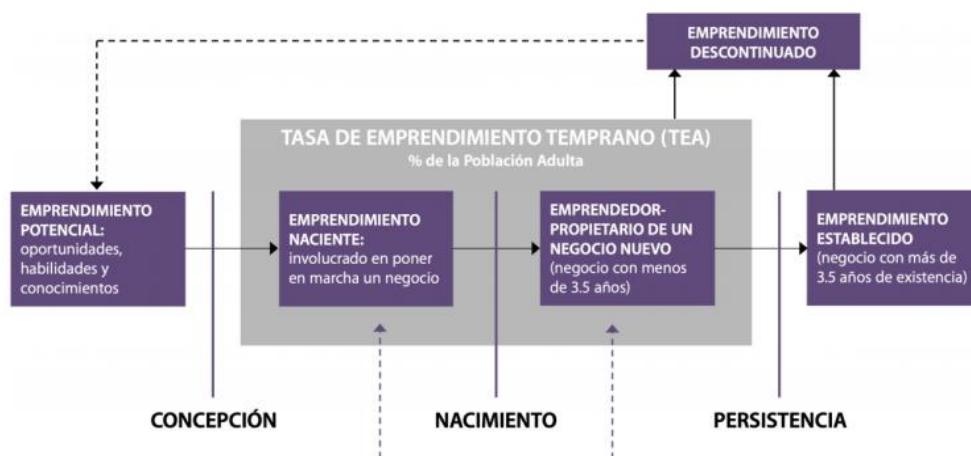 EMPRENDIMIENTO
DESCONTINUADO
TASA DE EMPRENDIMIENTO TEMPRANO (TEA)
% de la Población Adulta
EMPRENDIMIENTO
POTENCIAL:
oportunidades,
habilidades y
conocimientos
EMPRENDIMIENTO
NACIENTE:
involucrado en poner
en marcha un negocio
EMPRENDEDOR-
PROPIETARIO DE UN
NEGOCIO NUEVO
(negocio con menos
de 3.5 años)
EMPRENDIMIENTO
ESTABLECIDO
(negocio con más de
3.5 años de existencia)
CONCEPCIÓN
NACIMIENTO
PERSISTENCIA